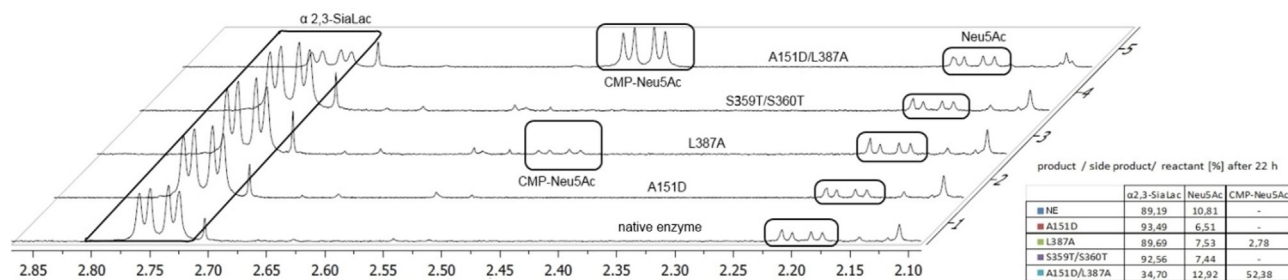 α 2,3-SiaLac
Neu5Ac
A151D/L387A
5
CMP-Neu5Ac
S359T/S360T
4
L387A
3
CMP-Neu5Ac
A151D
2
native enzyme
1
2.85 2.80 2.75 2.70 2.65 2.60 2.55 2.50 2.45 2.40 2.35 2.30 2.25 2.20 2.15 2.10
product / side product/ reactant [%] after 22 h
α2,3-SiaLac Neu5Ac CMP-Neu5Ac
NE 89,19 10,81 -
A151D 93,49 6,51 -
L387A 89,69 7,53 2,78
S359T/S360T 92,56 7,44 -
A151D/L387A 34,70 12,92 52,38